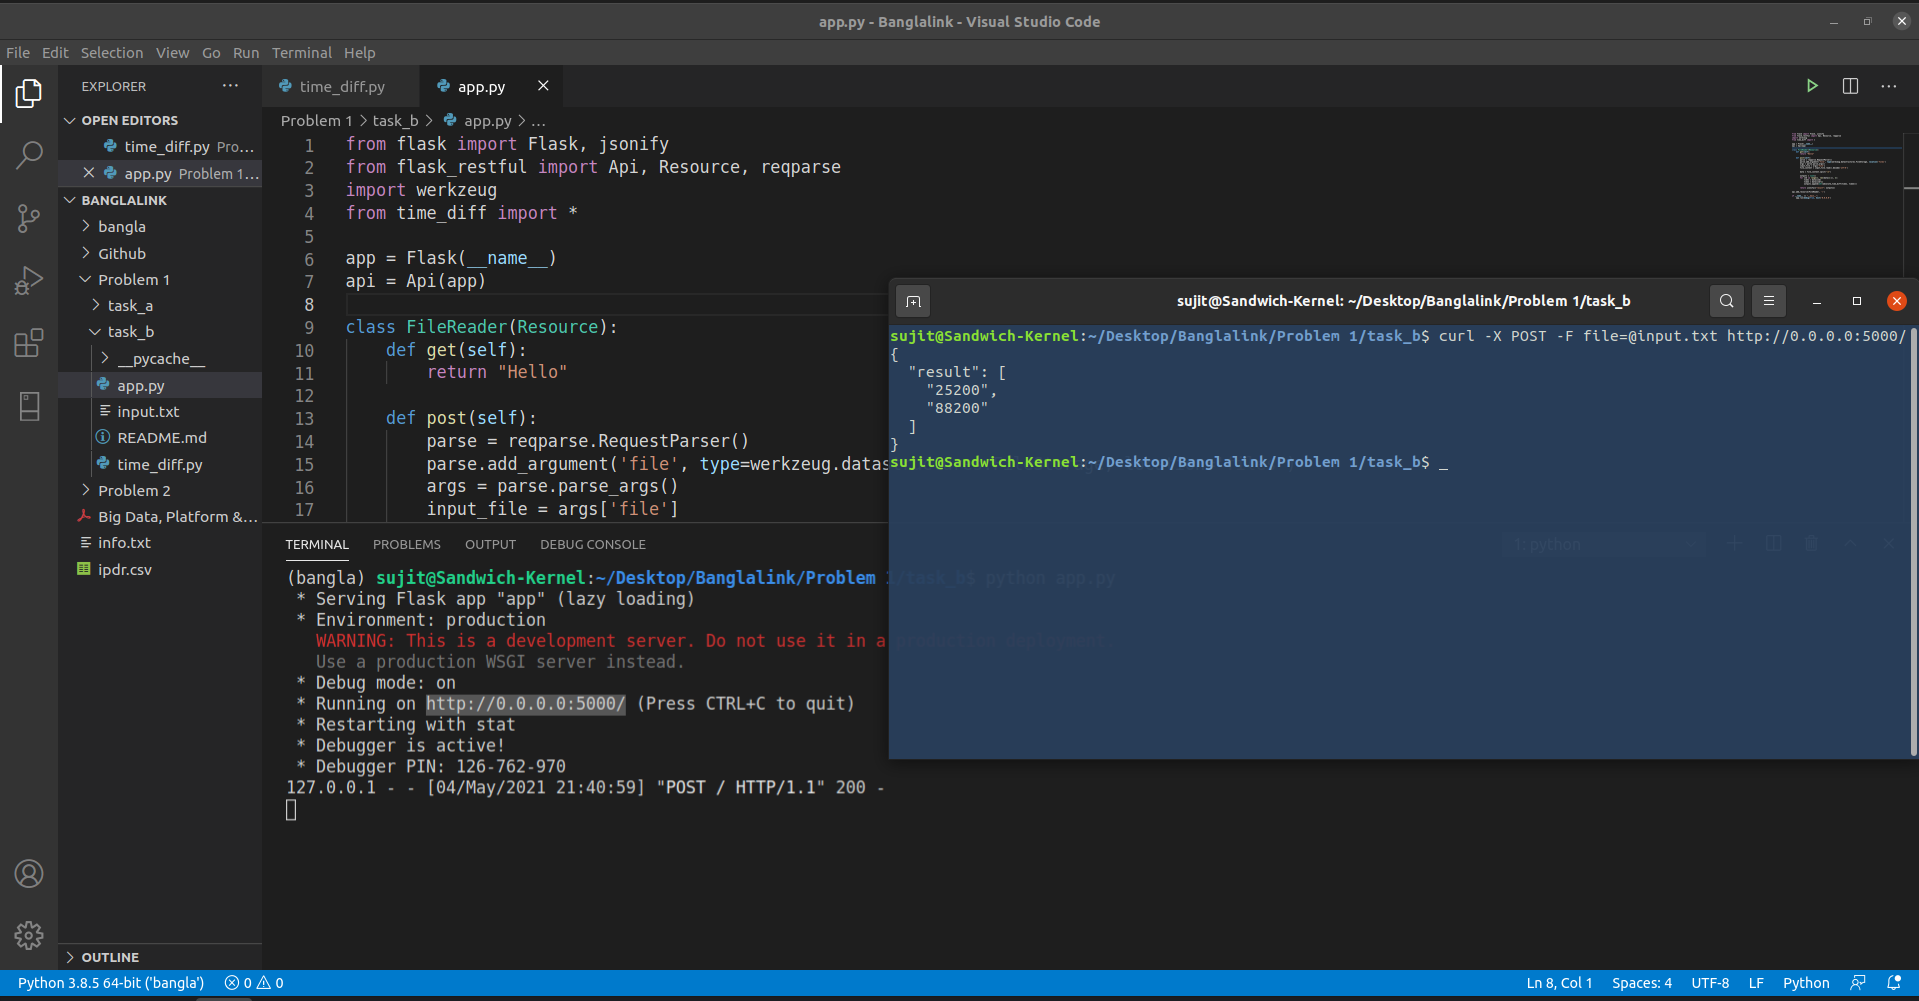 app.py - Banglalink - Visual Studio Code
File Edit Selection View Go Run Terminal Help
EXPLORER
OPEN EDITORS
time_diff.py Pro...
app.py Problem 1...
BANGLALINK
bangla
Github
Problem 1
task_a
task_b
__pycache__
app.py
input.txt
README.md
time_diff.py
Problem 2
Big Data, Platform &...
info.txt
ipdr.csv
OUTLINE
time_diff.py
app.py
Problem 1 > task_b > app.py > ...
1 from flask import Flask, jsonify
2 from flask_restful import Api, Resource, reqparse
3 import werkzeug
4 from time_diff import *
5
6 app = Flask(__name__)
7 api = Api(app)
8
9 class FileReader(Resource):
10 def get(self):
11 return "Hello"
12
13 def post(self):
14 parse = reqparse.RequestParser()
15 parse.add_argument('file', type=werkzeug.datas
16 args = parse.parse_args()
17 input_file = args['file']
TERMINAL PROBLEMS OUTPUT DEBUG CONSOLE
1: python
(bangla) sujit@Sandwich-Kernel:~/Desktop/Banglalink/Problem 1/task_b$ python app.py
* Serving Flask app "app" (lazy loading)
* Environment: production
WARNING: This is a development server. Do not use it in a production deployment.
Use a production WSGI server instead.
* Debug mode: on
* Running on http://0.0.0.0:5000/ (Press CTRL+C to quit)
* Restarting with stat
* Debugger is active!
* Debugger PIN: 126-762-970
127.0.0.1 - - [04/May/2021 21:40:59] "POST / HTTP/1.1" 200 -
sujit@Sandwich-Kernel: ~/Desktop/Banglalink/Problem 1/task_b
sujit@Sandwich-Kernel:~/Desktop/Banglalink/Problem 1/task_b$ curl -X POST -F file=@input.txt http://0.0.0.0:5000/
{
"result": [
"25200",
"88200"
]
}
sujit@Sandwich-Kernel:~/Desktop/Banglalink/Problem 1/task_b$ _
Python 3.8.5 64-bit ('bangla') 0 0
Ln 8, Col 1 Spaces: 4 UTF-8 LF Python